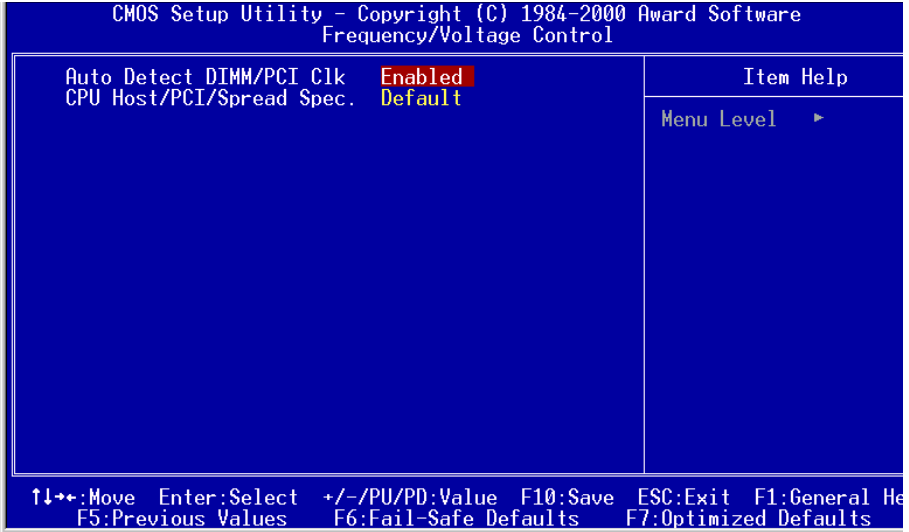 CMOS Setup Utility - Copyright (C) 1984-2000 Award Software
Frequency/Voltage Control
Auto Detect DIMM/PCI Clk Enabled
CPU Host/PCI/Spread Spec. Default
Item Help
Menu Level ►
↑↓→←:Move Enter:Select +/-/PU/PD:Value F10:Save ESC:Exit F1:General He
F5:Previous Values F6:Fail-Safe Defaults F7:Optimized Defaults